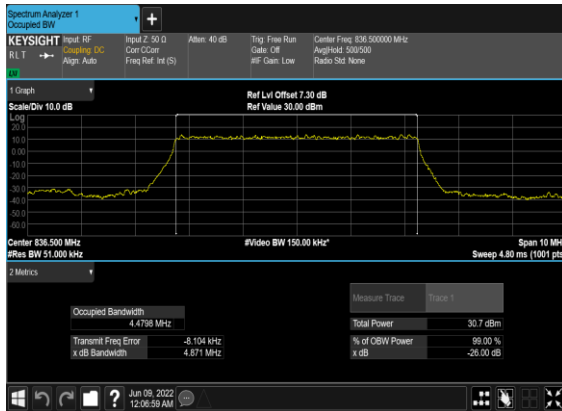 Spectrum Analyzer 1
Occupied BW
+
KEYSIGHT Input: RF Input Z: 50 Ω Atten: 40 dB Trig: Free Run Center Freq: 836.500000 MHz
RLT Coupling: DC Corr CCorr Gate: Off Avg|Hold: 500/500
Align: Auto Freq Ref: Int (S) #IF Gain: Low Radio Std: None
1 Graph
Ref Lvl Offset 7.30 dB
Scale/Div 10.0 dB Ref Value 30.00 dBm
Log
20.0
10.0
0.00
-10.0
-20.0
-30.0
-40.0
-50.0
-60.0
Center 836.500 MHz #Video BW 150.00 kHz* Span 10 MH
#Res BW 51.000 kHz Sweep 4.80 ms (1001 pts
2 Metrics
Measure Trace Trace 1
Occupied Bandwidth
4.4798 MHz Total Power 30.7 dBm
Transmit Freq Error -8.104 kHz % of OBW Power 99.00 %
x dB Bandwidth 4.871 MHz x dB -26.00 dB
?
Jun 09, 2022
12:06:59 AM